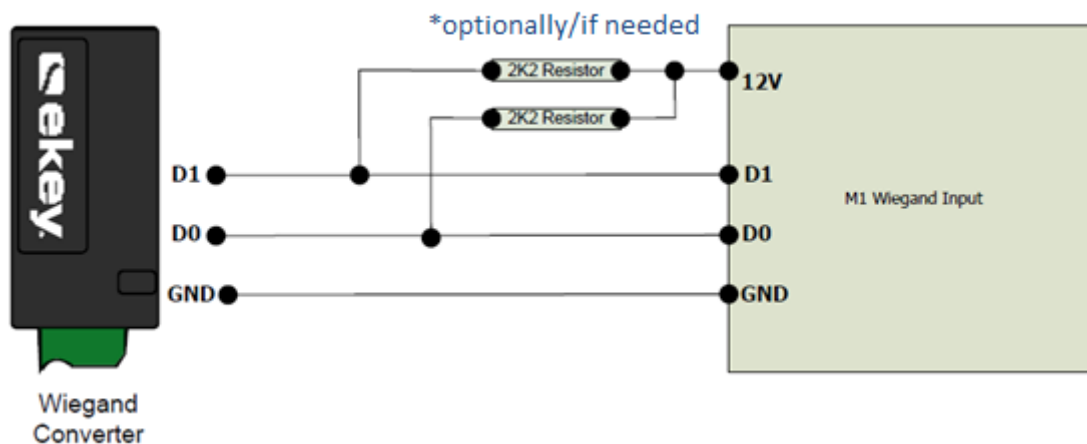 *optionally/if needed
ekey
2K2 Resistor
12V
2K2 Resistor
D1
D1
M1 Wiegand Input
D0
D0
GND
GND
Wiegand
Converter